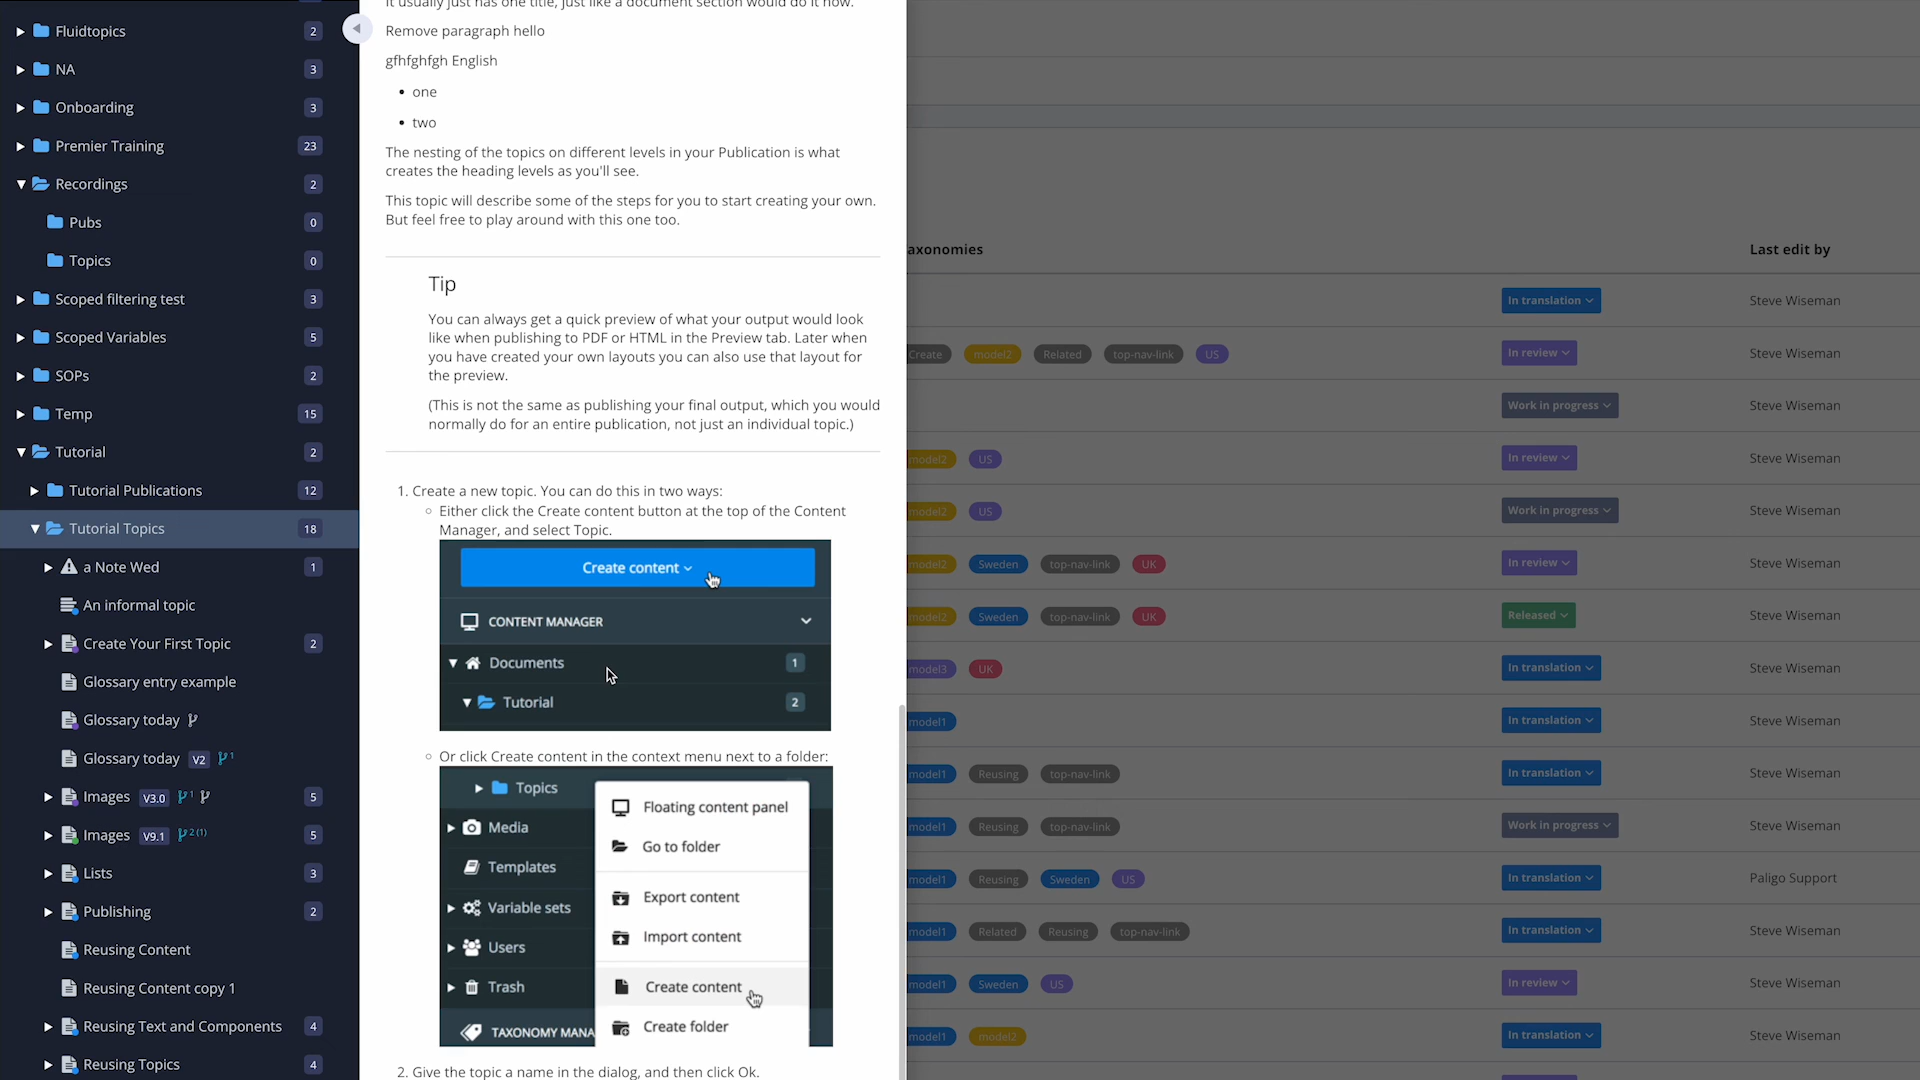 Fluidtopics 2
NA 3
Onboarding 3
Premier Training 23
Recordings 2
Pubs 0
Topics 0
Scoped filtering test 3
Scoped Variables 5
SOPs 2
Temp 15
Tutorial 2
Tutorial Publications 12
Tutorial Topics 18
a Note Wed 1
An informal topic
Create Your First Topic 2
Glossary entry example
Glossary today
Glossary today V2 1
Images V3.0 1 5
Images V9.1 2 (1) 5
Lists 3
Publishing 2
Reusing Content
Reusing Content copy 1
Reusing Text and Components 4
Reusing Topics 4
It usually just has one title, just like a document section would do it now.
Remove paragraph hello
gfhfghfgh English
• one
• two
The nesting of the topics on different levels in your Publication is what
creates the heading levels as you'll see.
This topic will describe some of the steps for you to start creating your own.
But feel free to play around with this one too.
Tip
You can always get a quick preview of what your output would look
like when publishing to PDF or HTML in the Preview tab. Later when
you have created your own layouts you can also use that layout for
the preview.
(This is not the same as publishing your final output, which you would
normally do for an entire publication, not just an individual topic.)
1. Create a new topic. You can do this in two ways:
Either click the Create content button at the top of the Content
Manager, and select Topic.
Create content
CONTENT MANAGER
Documents 1
Tutorial 2
Or click Create content in the context menu next to a folder:
Topics
Media
Templates
Variable sets
Users
Trash
TAXONOMY MANA
Floating content panel
Go to folder
Export content
Import content
Create content
Create folder
2. Give the topic a name in the dialog, and then click Ok.
axonomies Last edit by
In translation Steve Wiseman
Create model2 Related top-nav-link US In review Steve Wiseman
Work in progress Steve Wiseman
model2 US In review Steve Wiseman
model2 US Work in progress Steve Wiseman
model2 Sweden top-nav-link UK In review Steve Wiseman
model2 Sweden top-nav-link UK Released Steve Wiseman
model3 UK In translation Steve Wiseman
model1 In translation Steve Wiseman
model1 Reusing top-nav-link In translation Steve Wiseman
model1 Reusing top-nav-link Work in progress Steve Wiseman
model1 Reusing Sweden US In translation Paligo Support
model1 Related Reusing top-nav-link In translation Steve Wiseman
model1 Sweden US In review Steve Wiseman
model1 model2 In translation Steve Wiseman